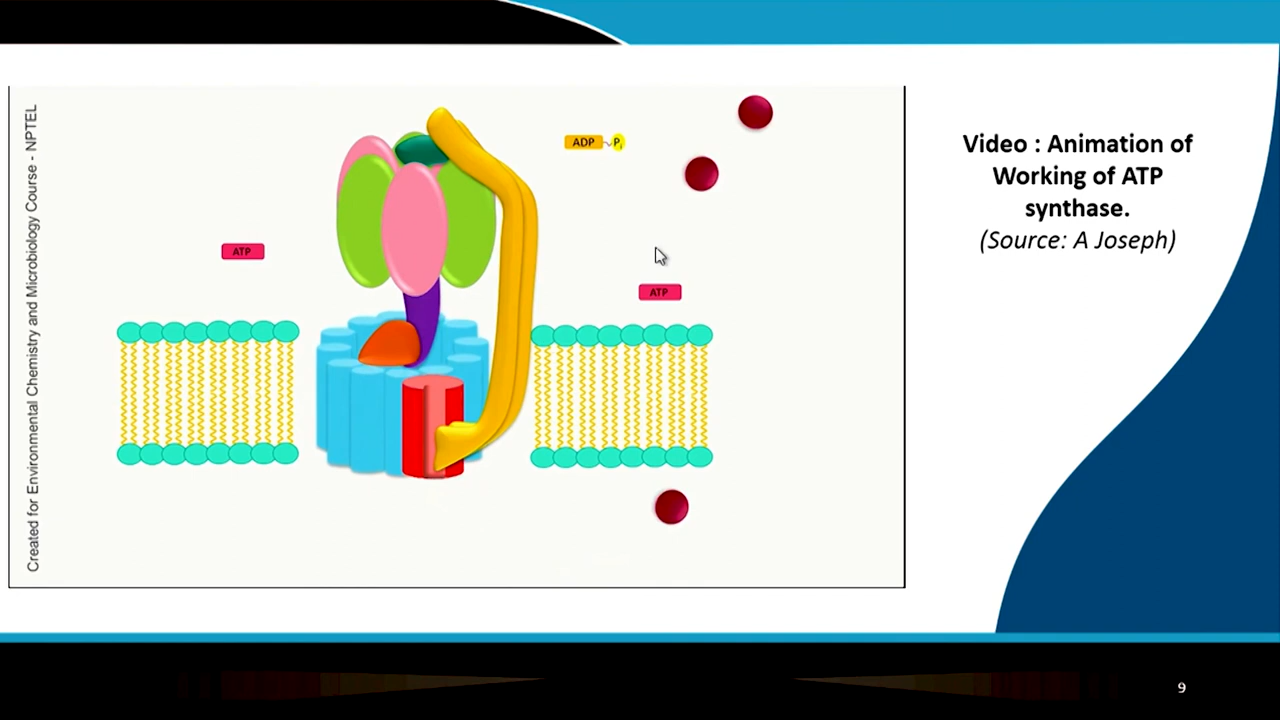 Created for Environmental Chemistry and Microbiology Course - NPTEL
ADP
Pi
ATP
ATP
Video : Animation of
Working of ATP
synthase.
(Source: A Joseph)
9